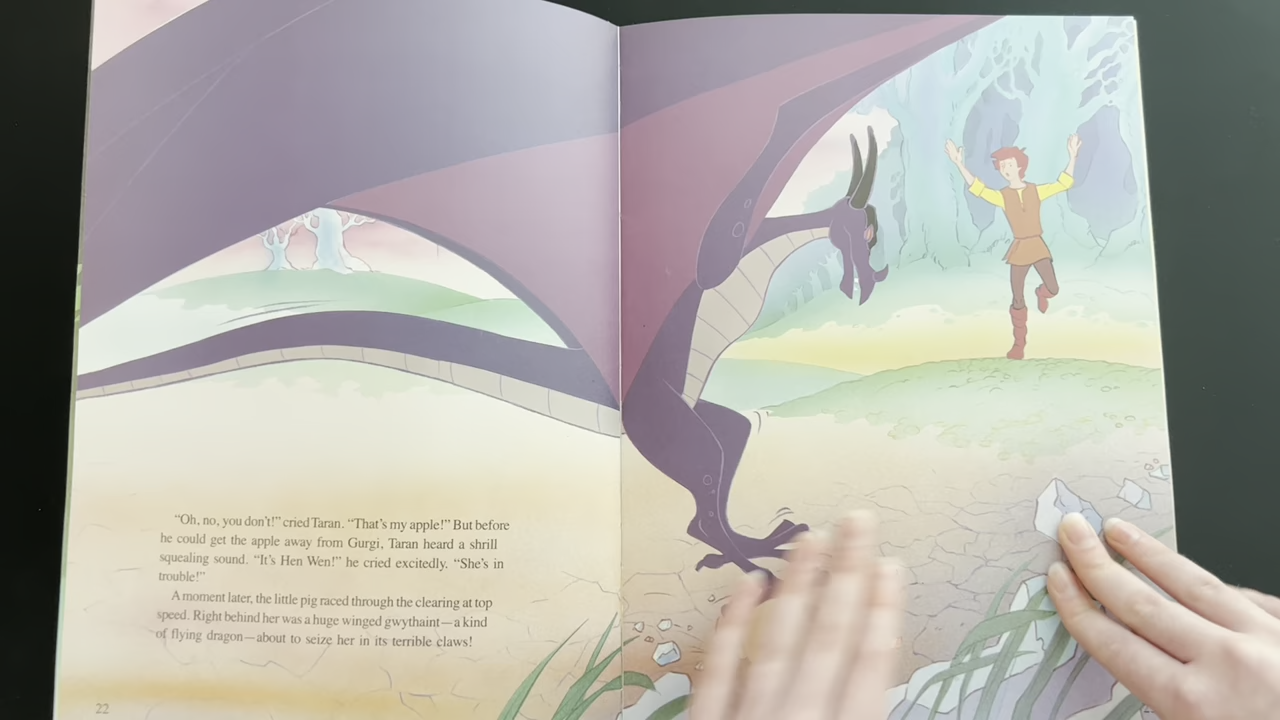 "Oh, no, you don't!" cried Taran. "That's my apple!" But before
he could get the apple away from Gurgi, Taran heard a shrill
squealing sound. "It's Hen Wen!" he cried excitedly. "She's in
trouble!"
A moment later, the little pig raced through the clearing at top
speed. Right behind her was a huge winged gwythaint—a kind
of flying dragon—about to seize her in its terrible claws!
22